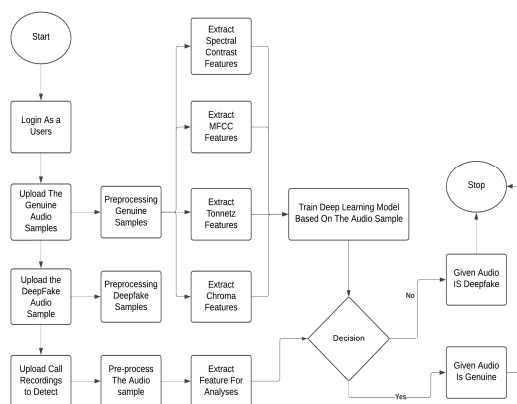 Start
Login As a
Users
Upload The
Genuine
Audio
Samples
Upload the
DeepFake
Audio
Sample
Upload Call
Recordings
to Detect
Preprocessing
Genuine
Samples
Preprocessing
Deepfake
Samples
Pre-process
The Audio
sample
Extract
Spectral
Contrast
Features
Extract
MFCC
Features
Extract
Tonnetz
Features
Extract
Chroma
Features
Extract
Feature For
Analyses
Train Deep Learning Model
Based On The Audio Sample
Decision
No
Yes
Stop
Given Audio
IS Deepfake
Given Audio
Is Genuine